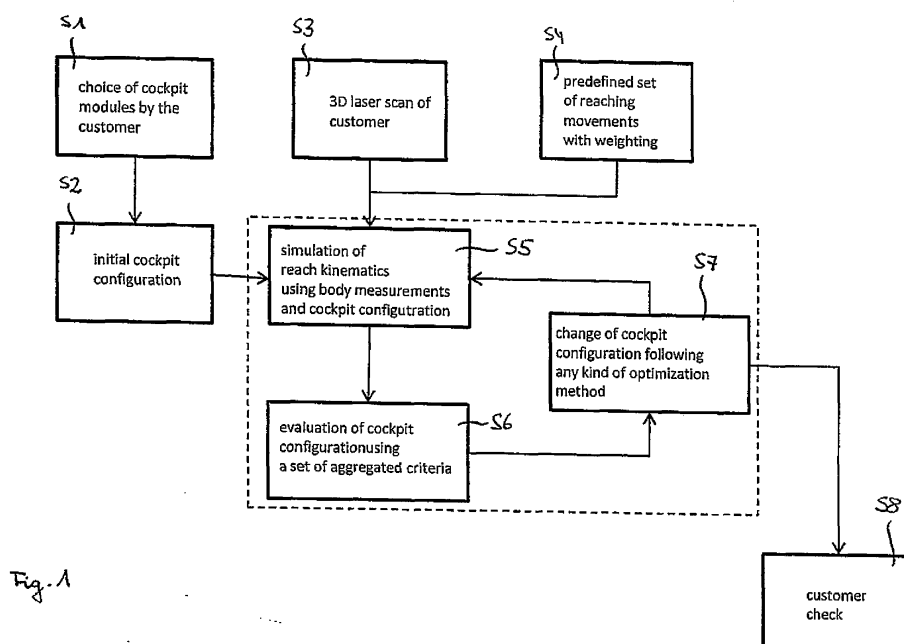 S1
choice of cockpit
modules by the
customer
S3
3D laser scan of
customer
S4
predefined set
of reaching
movements
with weighting
S2
initial cockpit
configuration
simulation of
reach kinematics
using body measurements
and cockpit configutration
S5
S7
change of cockpit
configuration following
any kind of optimization
method
evaluation of cockpit
configurationusing
a set of aggregated criteria
S6
S8
customer
check
Fig. 1